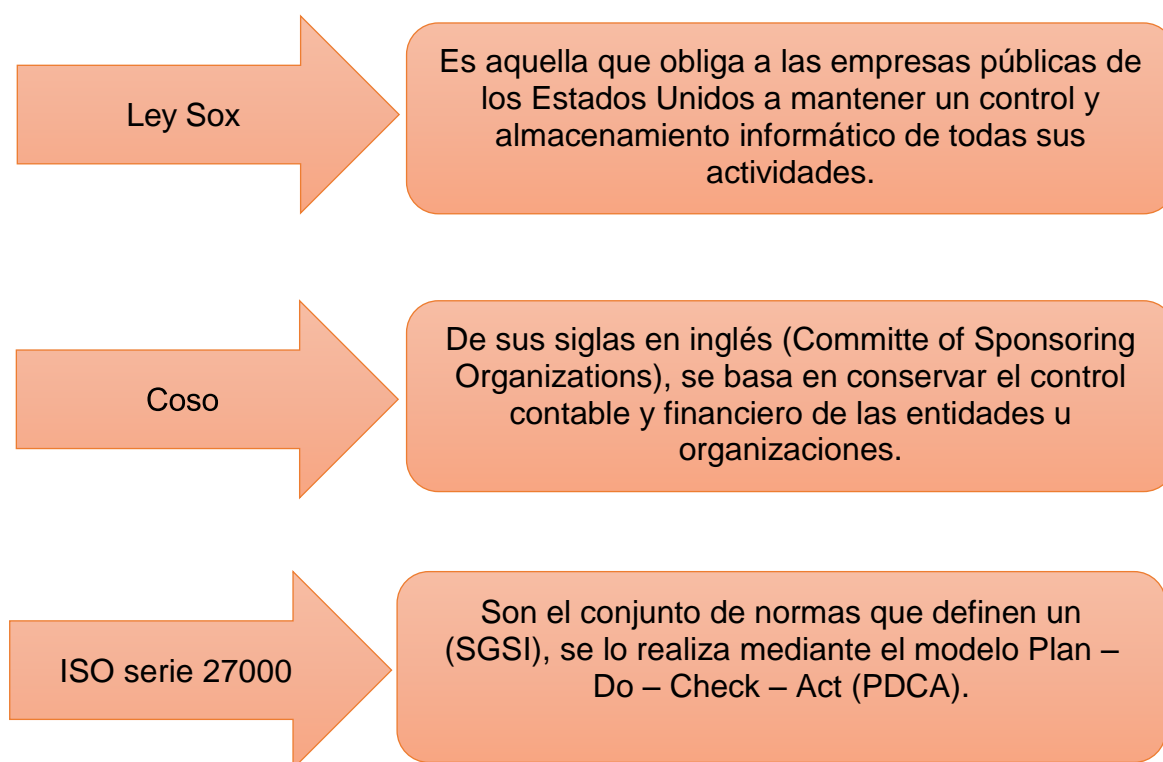 Ley Sox
Es aquella que obliga a las empresas públicas de
los Estados Unidos a mantener un control y
almacenamiento informático de todas sus
actividades.
Coso
De sus siglas en inglés (Committe of Sponsoring
Organizations), se basa en conservar el control
contable y financiero de las entidades u
organizaciones.
ISO serie 27000
Son el conjunto de normas que definen un
(SGSI), se lo realiza mediante el modelo Plan –
Do – Check – Act (PDCA).